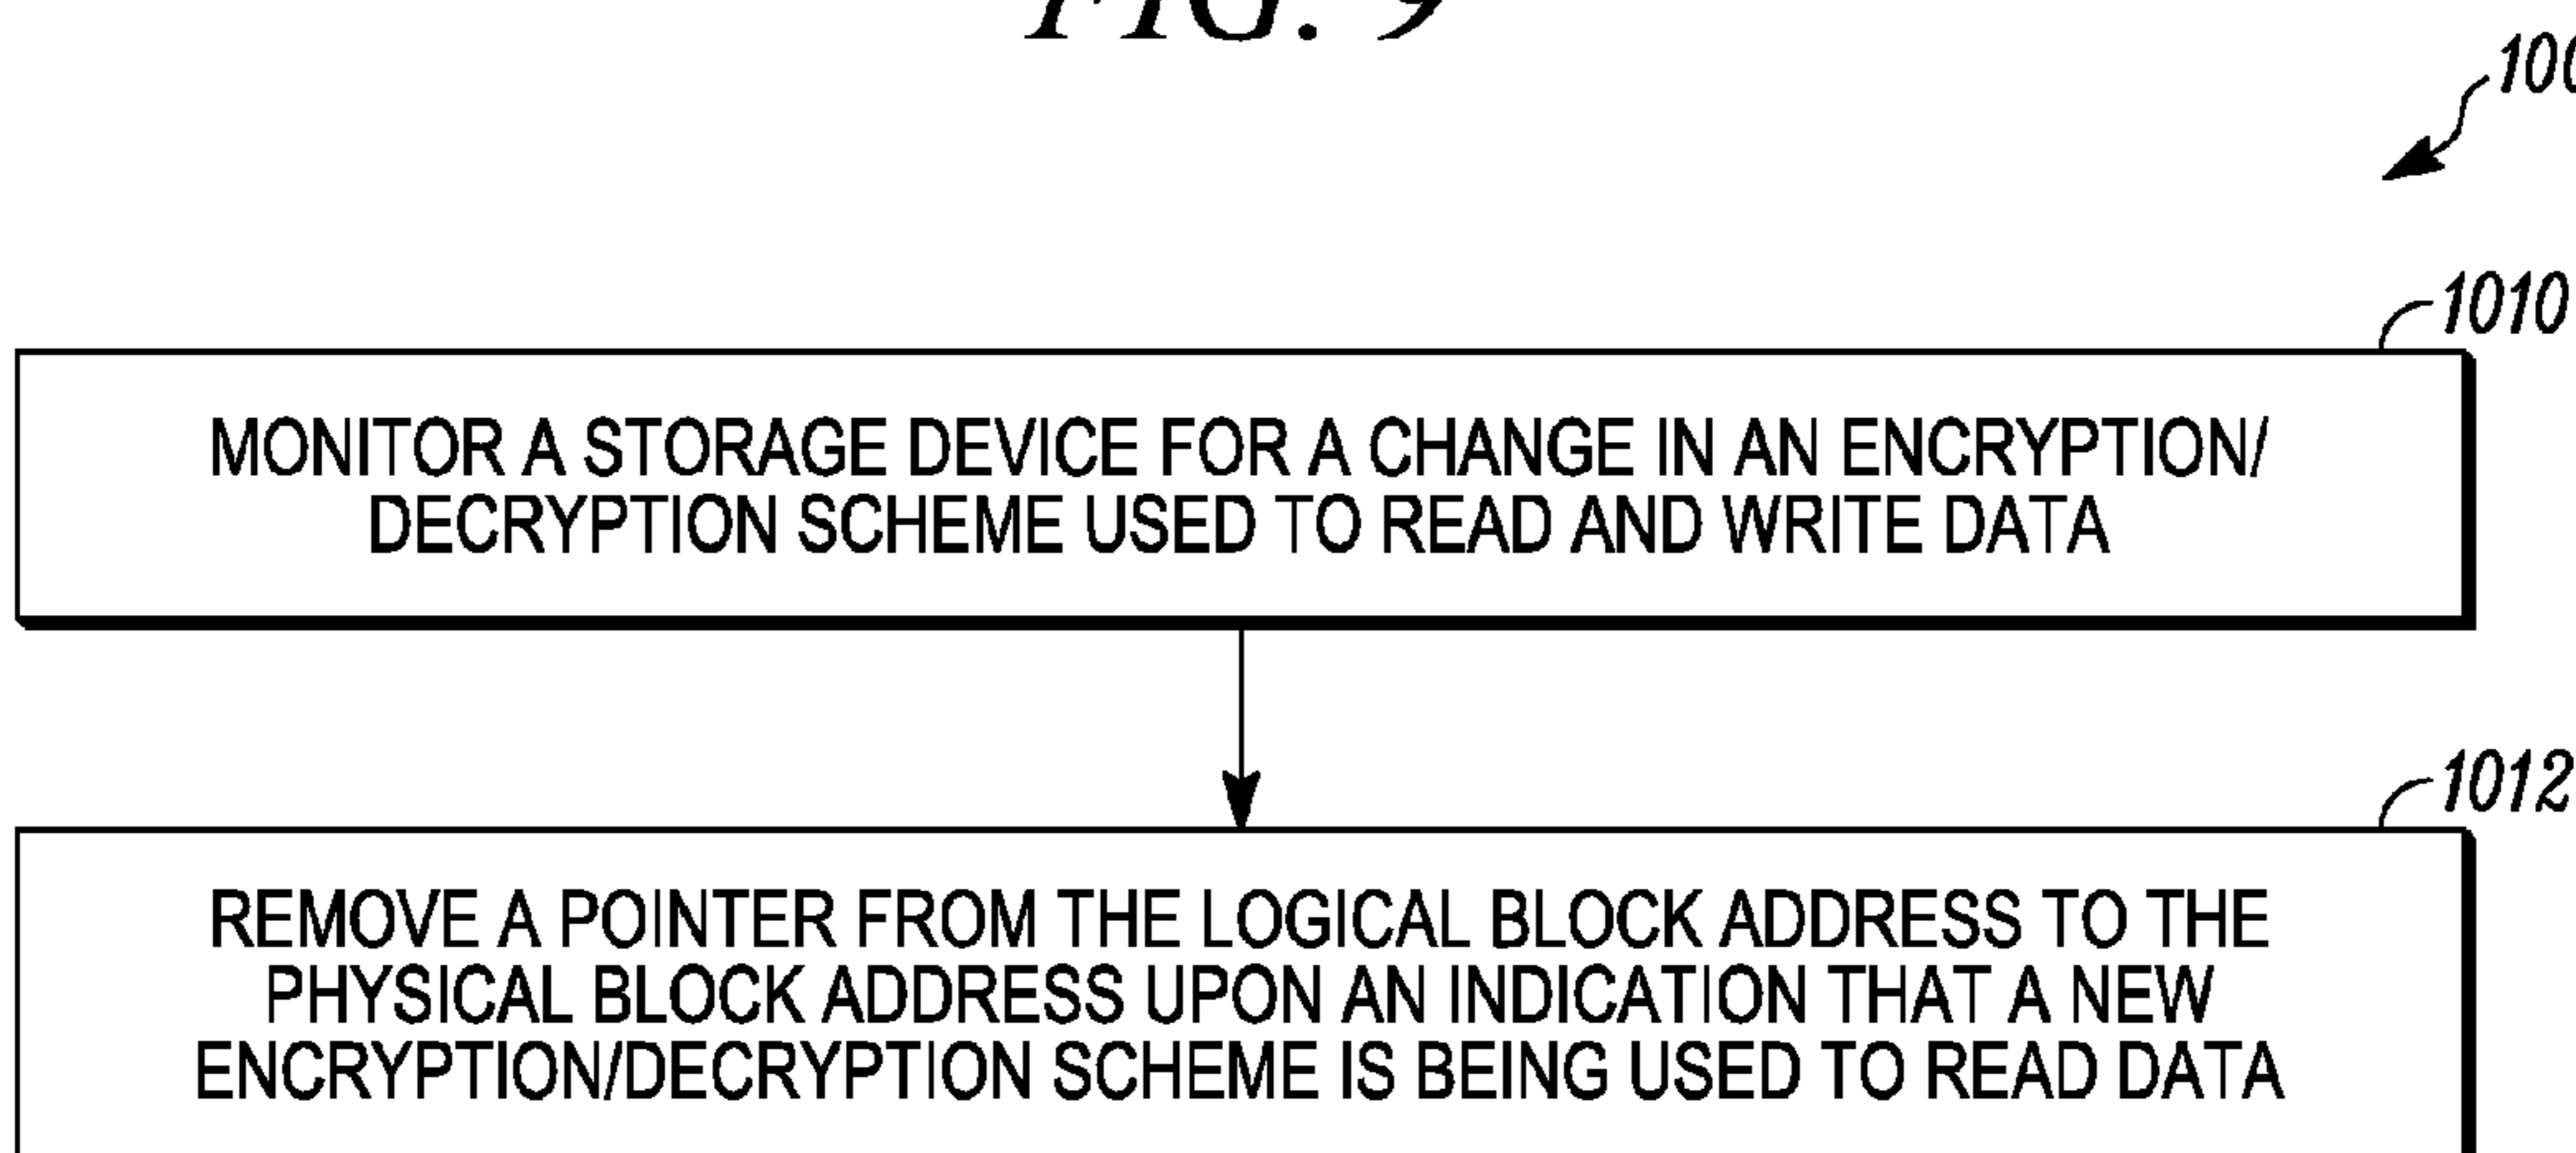 FIG. 9
1010
MONITOR A STORAGE DEVICE FOR A CHANGE IN AN ENCRYPTION/
DECRYPTION SCHEME USED TO READ AND WRITE DATA
1012
REMOVE A POINTER FROM THE LOGICAL BLOCK ADDRESS TO THE
PHYSICAL BLOCK ADDRESS UPON AN INDICATION THAT A NEW
ENCRYPTION/DECRYPTION SCHEME IS BEING USED TO READ DATA